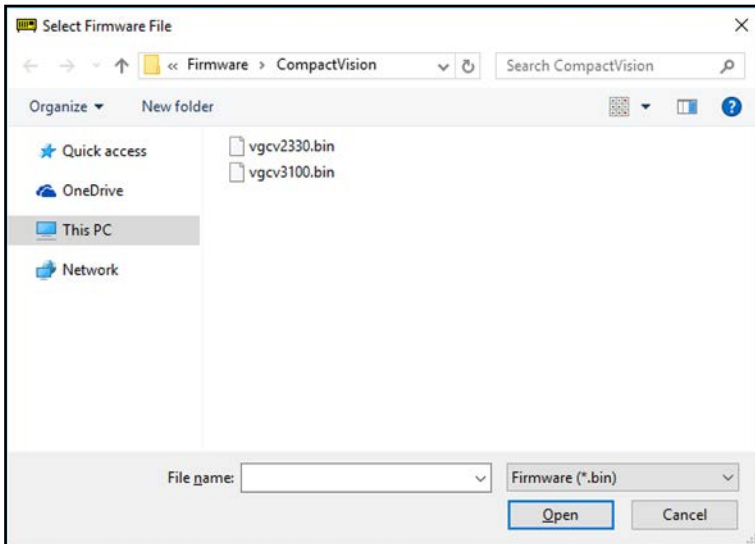 Select Firmware File
« Firmware > CompactVision
Search CompactVision
Organize
New folder
Quick access
OneDrive
This PC
Network
vgcv2330.bin
vgcv3100.bin
File name:
Firmware (*.bin)
Open
Cancel